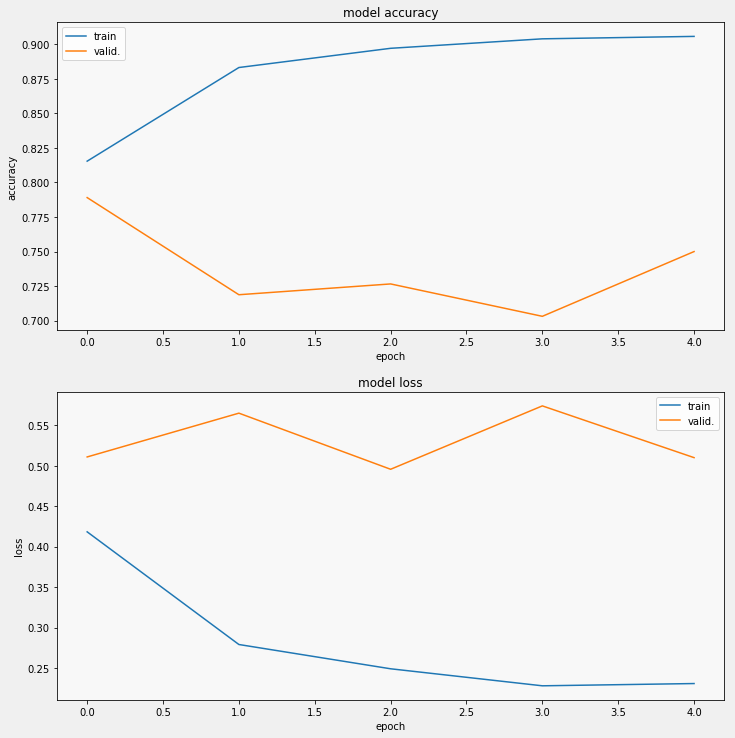 model accuracy
train
valid.
0.900
0.875
0.850
0.825
0.800
0.775
0.750
0.725
0.700
accuracy
0.0 0.5 1.0 1.5 2.0 2.5 3.0 3.5 4.0
epoch
model loss
train
valid.
0.55
0.50
0.45
0.40
0.35
0.30
0.25
loss
0.0 0.5 1.0 1.5 2.0 2.5 3.0 3.5 4.0
epoch